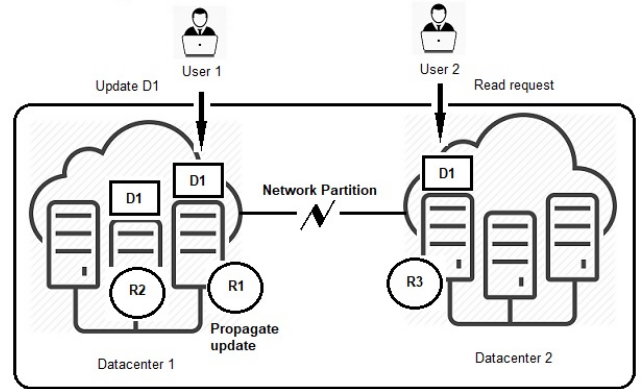 User 1
User 2
Update D1
Read request
D1
D1
D1
Network Partition
R2
R1
R3
Propagate
update
Datacenter 1
Datacenter 2